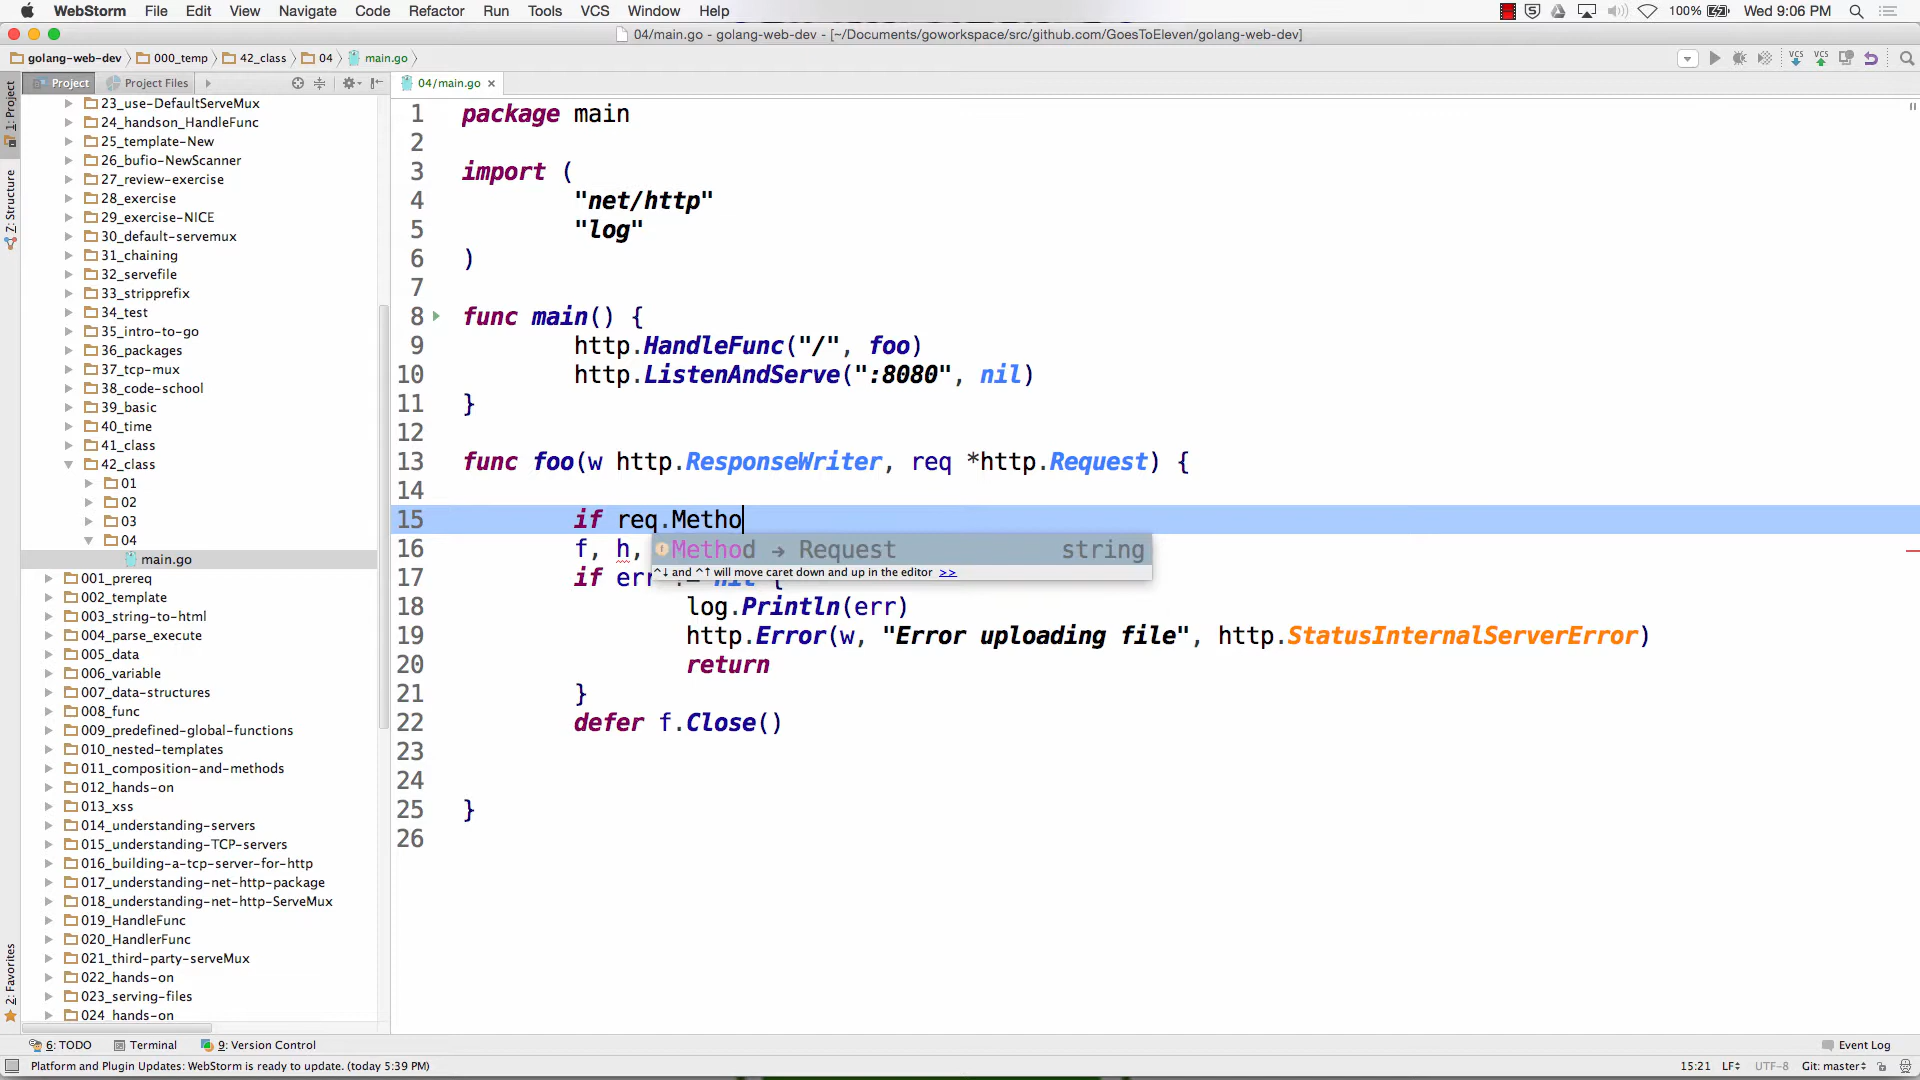 WebStorm File Edit View Navigate Code Refactor Run Tools VCS Window Help 100% Wed 9:06 PM
04/main.go - golang-web-dev - [~/Documents/goworkspace/src/github.com/GoesToEleven/golang-web-dev]
golang-web-dev 000_temp 42_class 04 main.go VCS VCS
Project Project Files
04/main.go
1: Project
Z: Structure
2: Favorites
23_use-DefaultServeMux
24_handson_HandleFunc
25_template-New
26_bufio-NewScanner
27_review-exercise
28_exercise
29_exercise-NICE
30_default-servemux
31_chaining
32_servefile
33_stripprefix
34_test
35_intro-to-go
36_packages
37_tcp-mux
38_code-school
39_basic
40_time
41_class
42_class
01
02
03
04
main.go
001_prereq
002_template
003_string-to-html
004_parse_execute
005_data
006_variable
007_data-structures
008_func
009_predefined-global-functions
010_nested-templates
011_composition-and-methods
012_hands-on
013_xss
014_understanding-servers
015_understanding-TCP-servers
016_building-a-tcp-server-for-http
017_understanding-net-http-package
018_understanding-net-http-ServeMux
019_HandleFunc
020_HandlerFunc
021_third-party-serveMux
022_hands-on
023_serving-files
024_hands-on
1 package main
2
3 import (
4 "net/http"
5 "log"
6 )
7
8 func main() {
9 http.HandleFunc("/", foo)
10 http.ListenAndServe(":8080", nil)
11 }
12
13 func foo(w http.ResponseWriter, req *http.Request) {
14
15 if req.Metho
16 f, h,
Method → Request string
^↓ and ^↑ will move caret down and up in the editor >>
17 if err != nil {
18 log.Println(err)
19 http.Error(w, "Error uploading file", http.StatusInternalServerError)
20 return
21 }
22 defer f.Close()
23
24
25 }
26
6: TODO Terminal 9: Version Control Event Log
Platform and Plugin Updates: WebStorm is ready to update. (today 5:39 PM) 15:21 LF UTF-8 Git: master